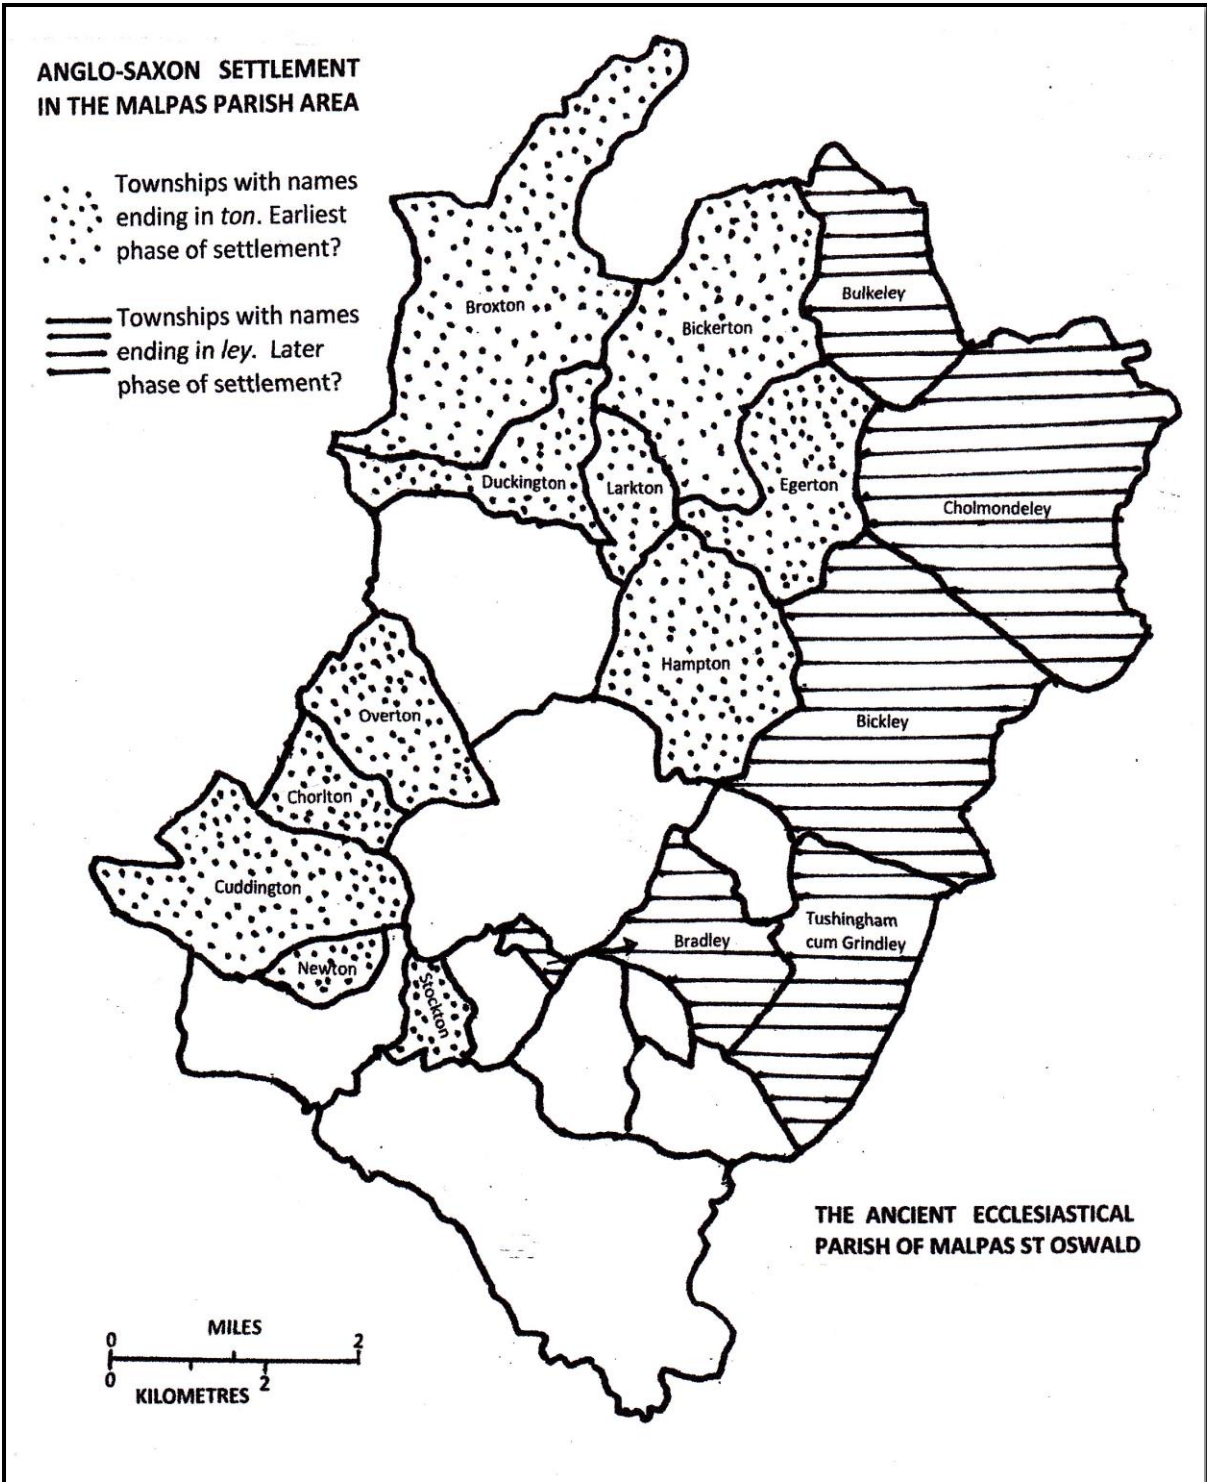 ANGLO-SAXON SETTLEMENT
IN THE MALPAS PARISH AREA
Townships with names
ending in ton. Earliest
phase of settlement?
Townships with names
ending in ley. Later
phase of settlement?
Broxton
Bickerton
Bulkeley
Duckington
Larkton
Egerton
Cholmondeley
Hampton
Overton
Bickley
Chorlton
Cuddington
Tushingham
cum Grindley
Bradley
Newton
Stockton
THE ANCIENT ECCLESIASTICAL
PARISH OF MALPAS ST OSWALD
MILES
0 2
0 2
KILOMETRES